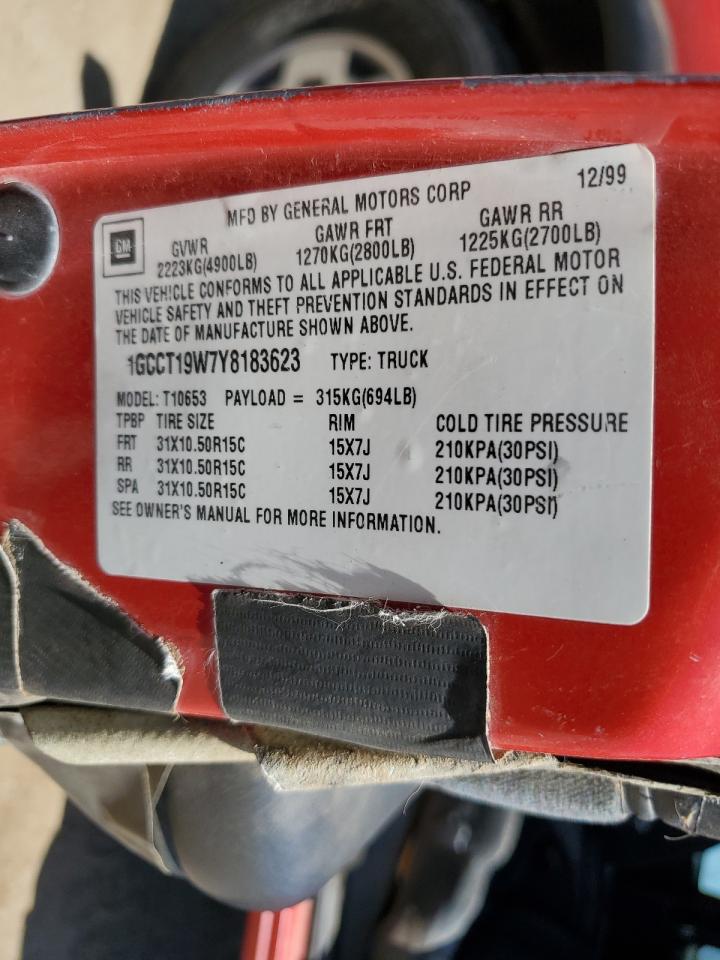 MFD BY GENERAL MOTORS CORP 12/99
GM
GVWR GAWR FRT GAWR RR
2223KG(4900LB) 1270KG(2800LB) 1225KG(2700LB)
THIS VEHICLE CONFORMS TO ALL APPLICABLE U.S. FEDERAL MOTOR
VEHICLE SAFETY AND THEFT PREVENTION STANDARDS IN EFFECT ON
THE DATE OF MANUFACTURE SHOWN ABOVE.
1GCCT19W7Y8183623 TYPE: TRUCK
MODEL: T10653 PAYLOAD = 315KG(694LB)
TPBP TIRE SIZE RIM COLD TIRE PRESSURE
FRT 31X10.50R15C 15X7J 210KPA(30PSI)
RR 31X10.50R15C 15X7J 210KPA(30PSI)
SPA 31X10.50R15C 15X7J 210KPA(30PSI)
SEE OWNER'S MANUAL FOR MORE INFORMATION.